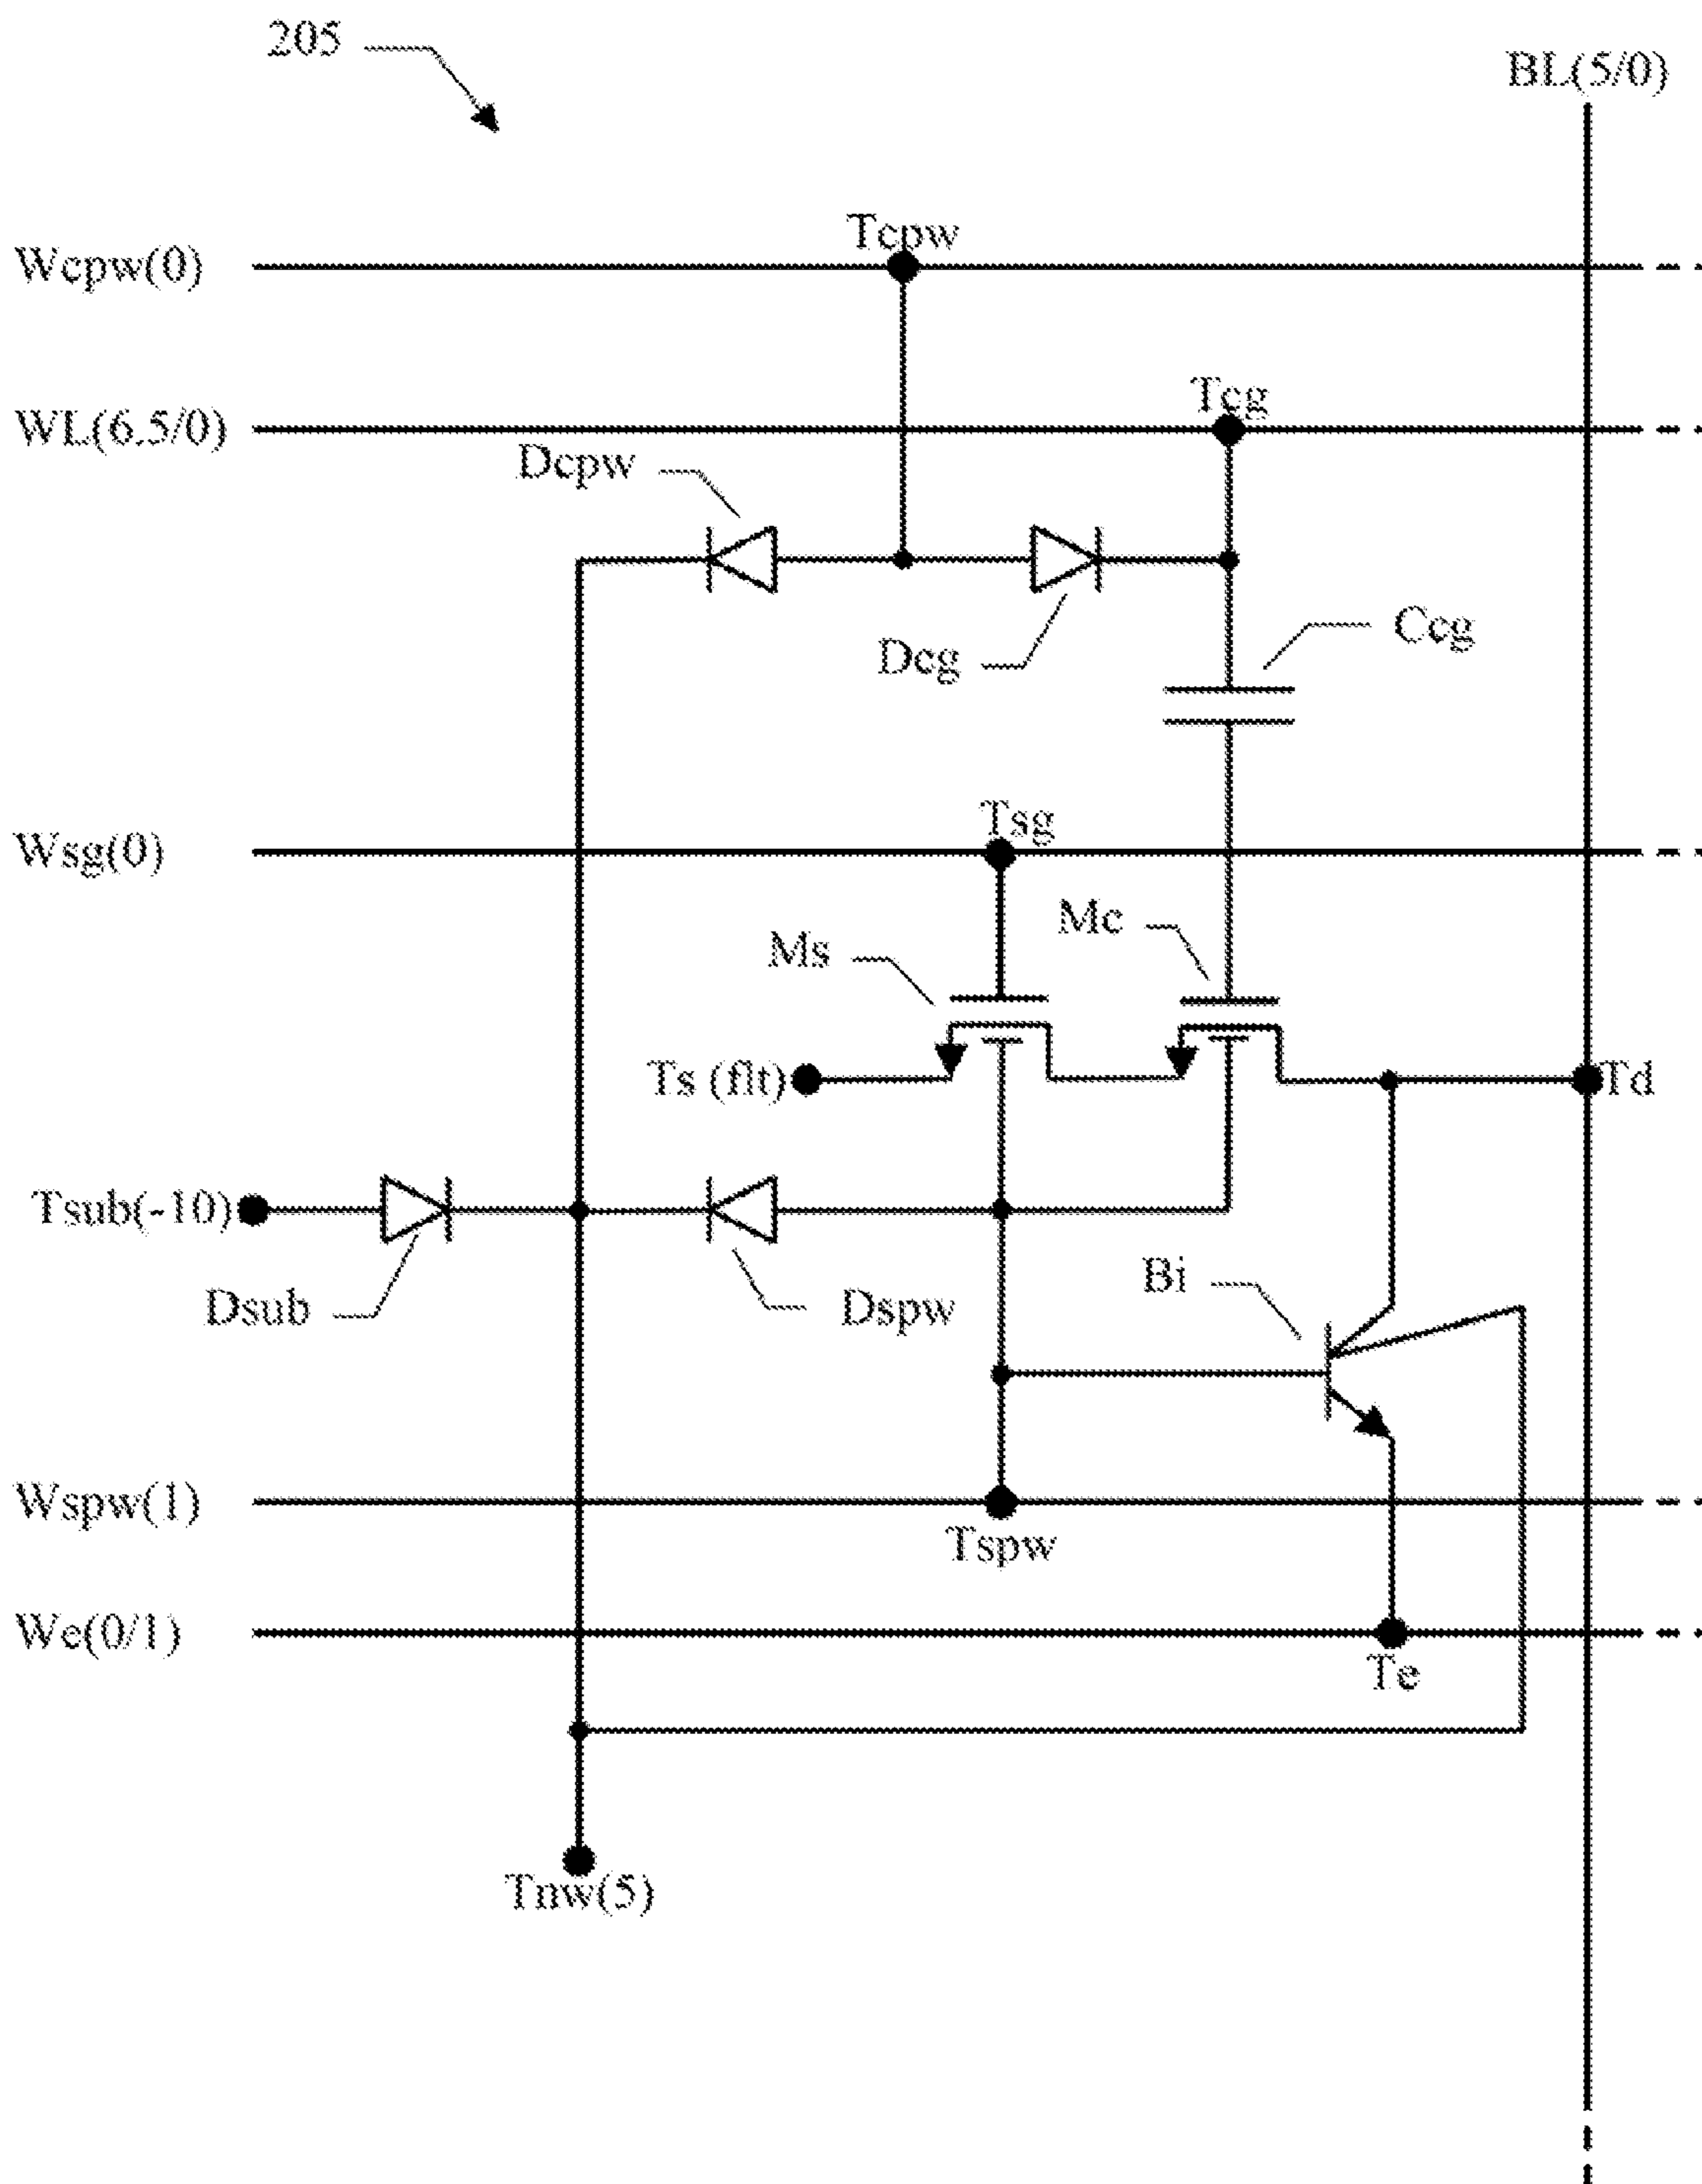 205
BL(5/0)
Tcpw
Wcpw(0)
Tcg
WL(6.5/0)
Dcpw
Ccg
Dcg
Tsg
Wsg(0)
Mc
Ms
Ts (flt)
Td
Tsub(-10)
Bi
Dsub
Dspw
Wspw(1)
Tspw
We(0/1)
Te
Tnw(5)